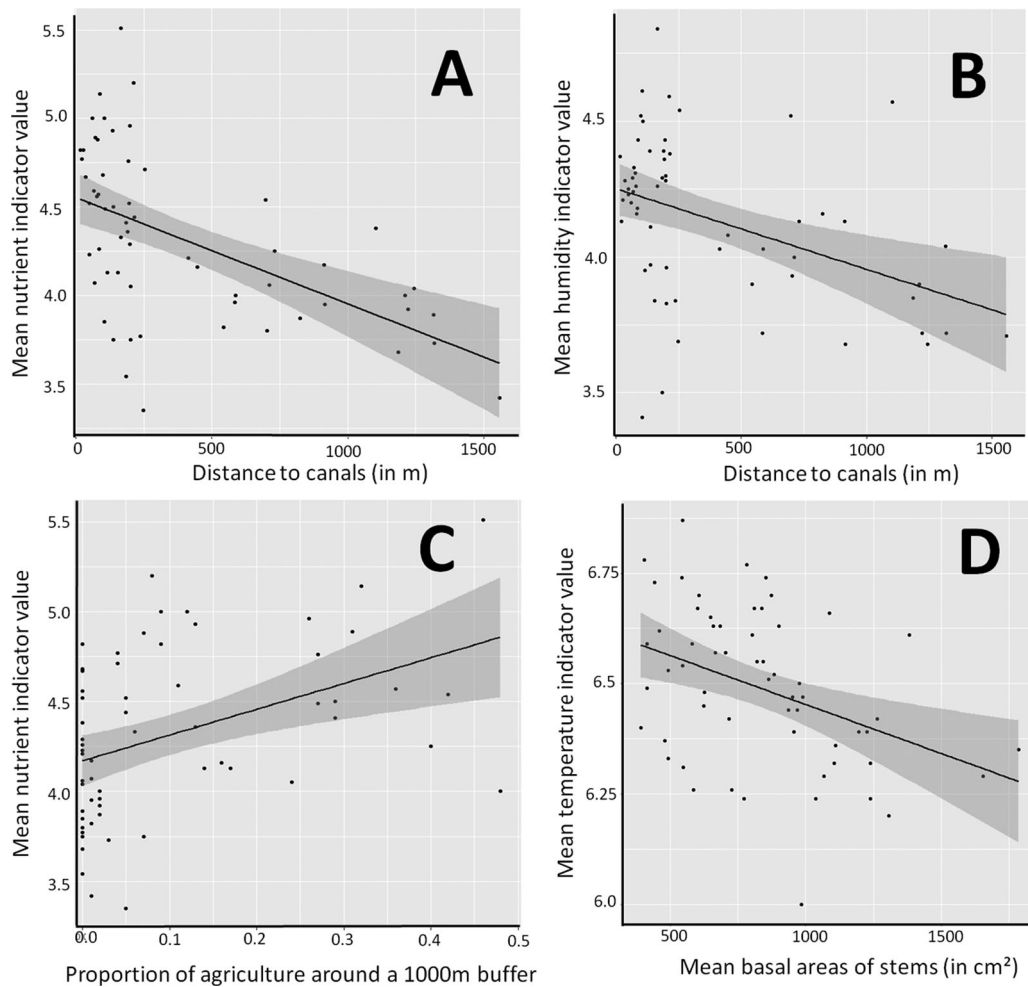 A
Mean nutrient indicator value
5.5
5.0
4.5
4.0
3.5
0
500
1000
1500
Distance to canals (in m)
B
Mean humidity indicator value
4.5
4.0
3.5
0
500
1000
1500
Distance to canals (in m)
C
Mean nutrient indicator value
5.5
5.0
4.5
4.0
3.5
0.0
0.1
0.2
0.3
0.4
0.5
Proportion of agriculture around a 1000m buffer
D
Mean temperature indicator value
6.75
6.5
6.25
6.0
500
1000
1500
Mean basal areas of stems (in cm²)